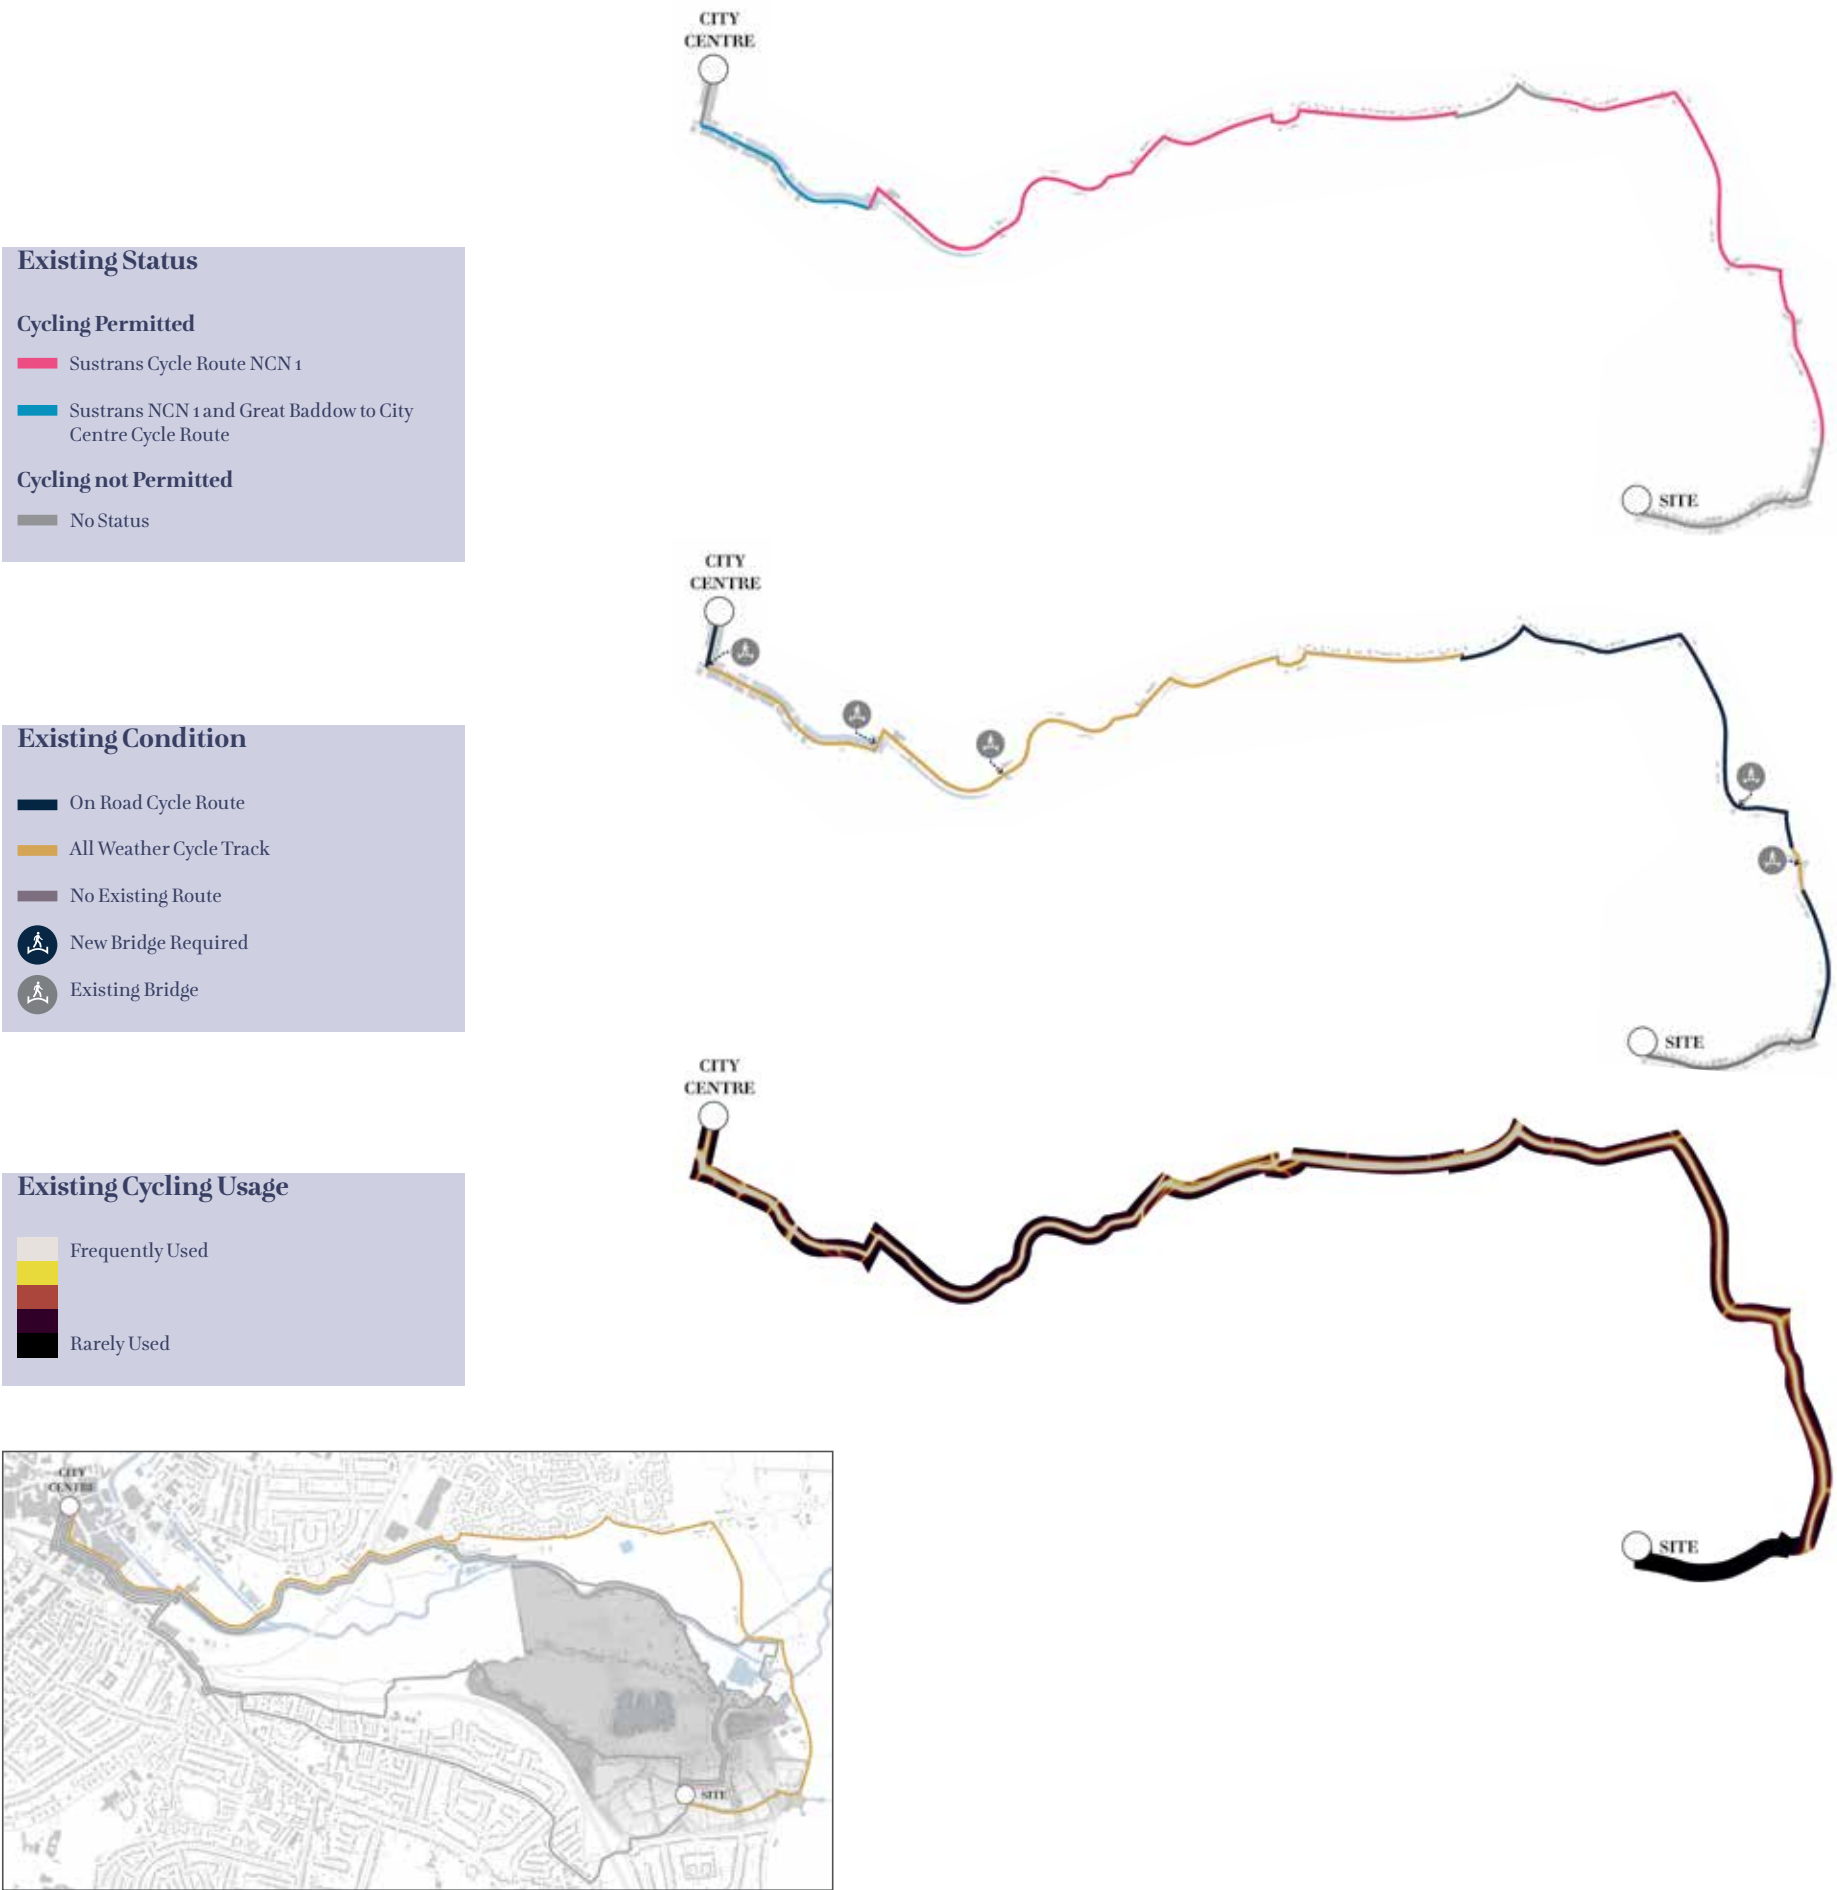 CITY
CENTRE
Existing Status
Cycling Permitted
Sustrans Cycle Route NCN 1
Sustrans NCN 1 and Great Baddow to City
Centre Cycle Route
Cycling not Permitted
No Status
SITE
CITY
CENTRE
Existing Condition
On Road Cycle Route
All Weather Cycle Track
No Existing Route
New Bridge Required
Existing Bridge
SITE
CITY
CENTRE
Existing Cycling Usage
Frequently Used
Rarely Used
SITE
CITY
CENTRE
SITE